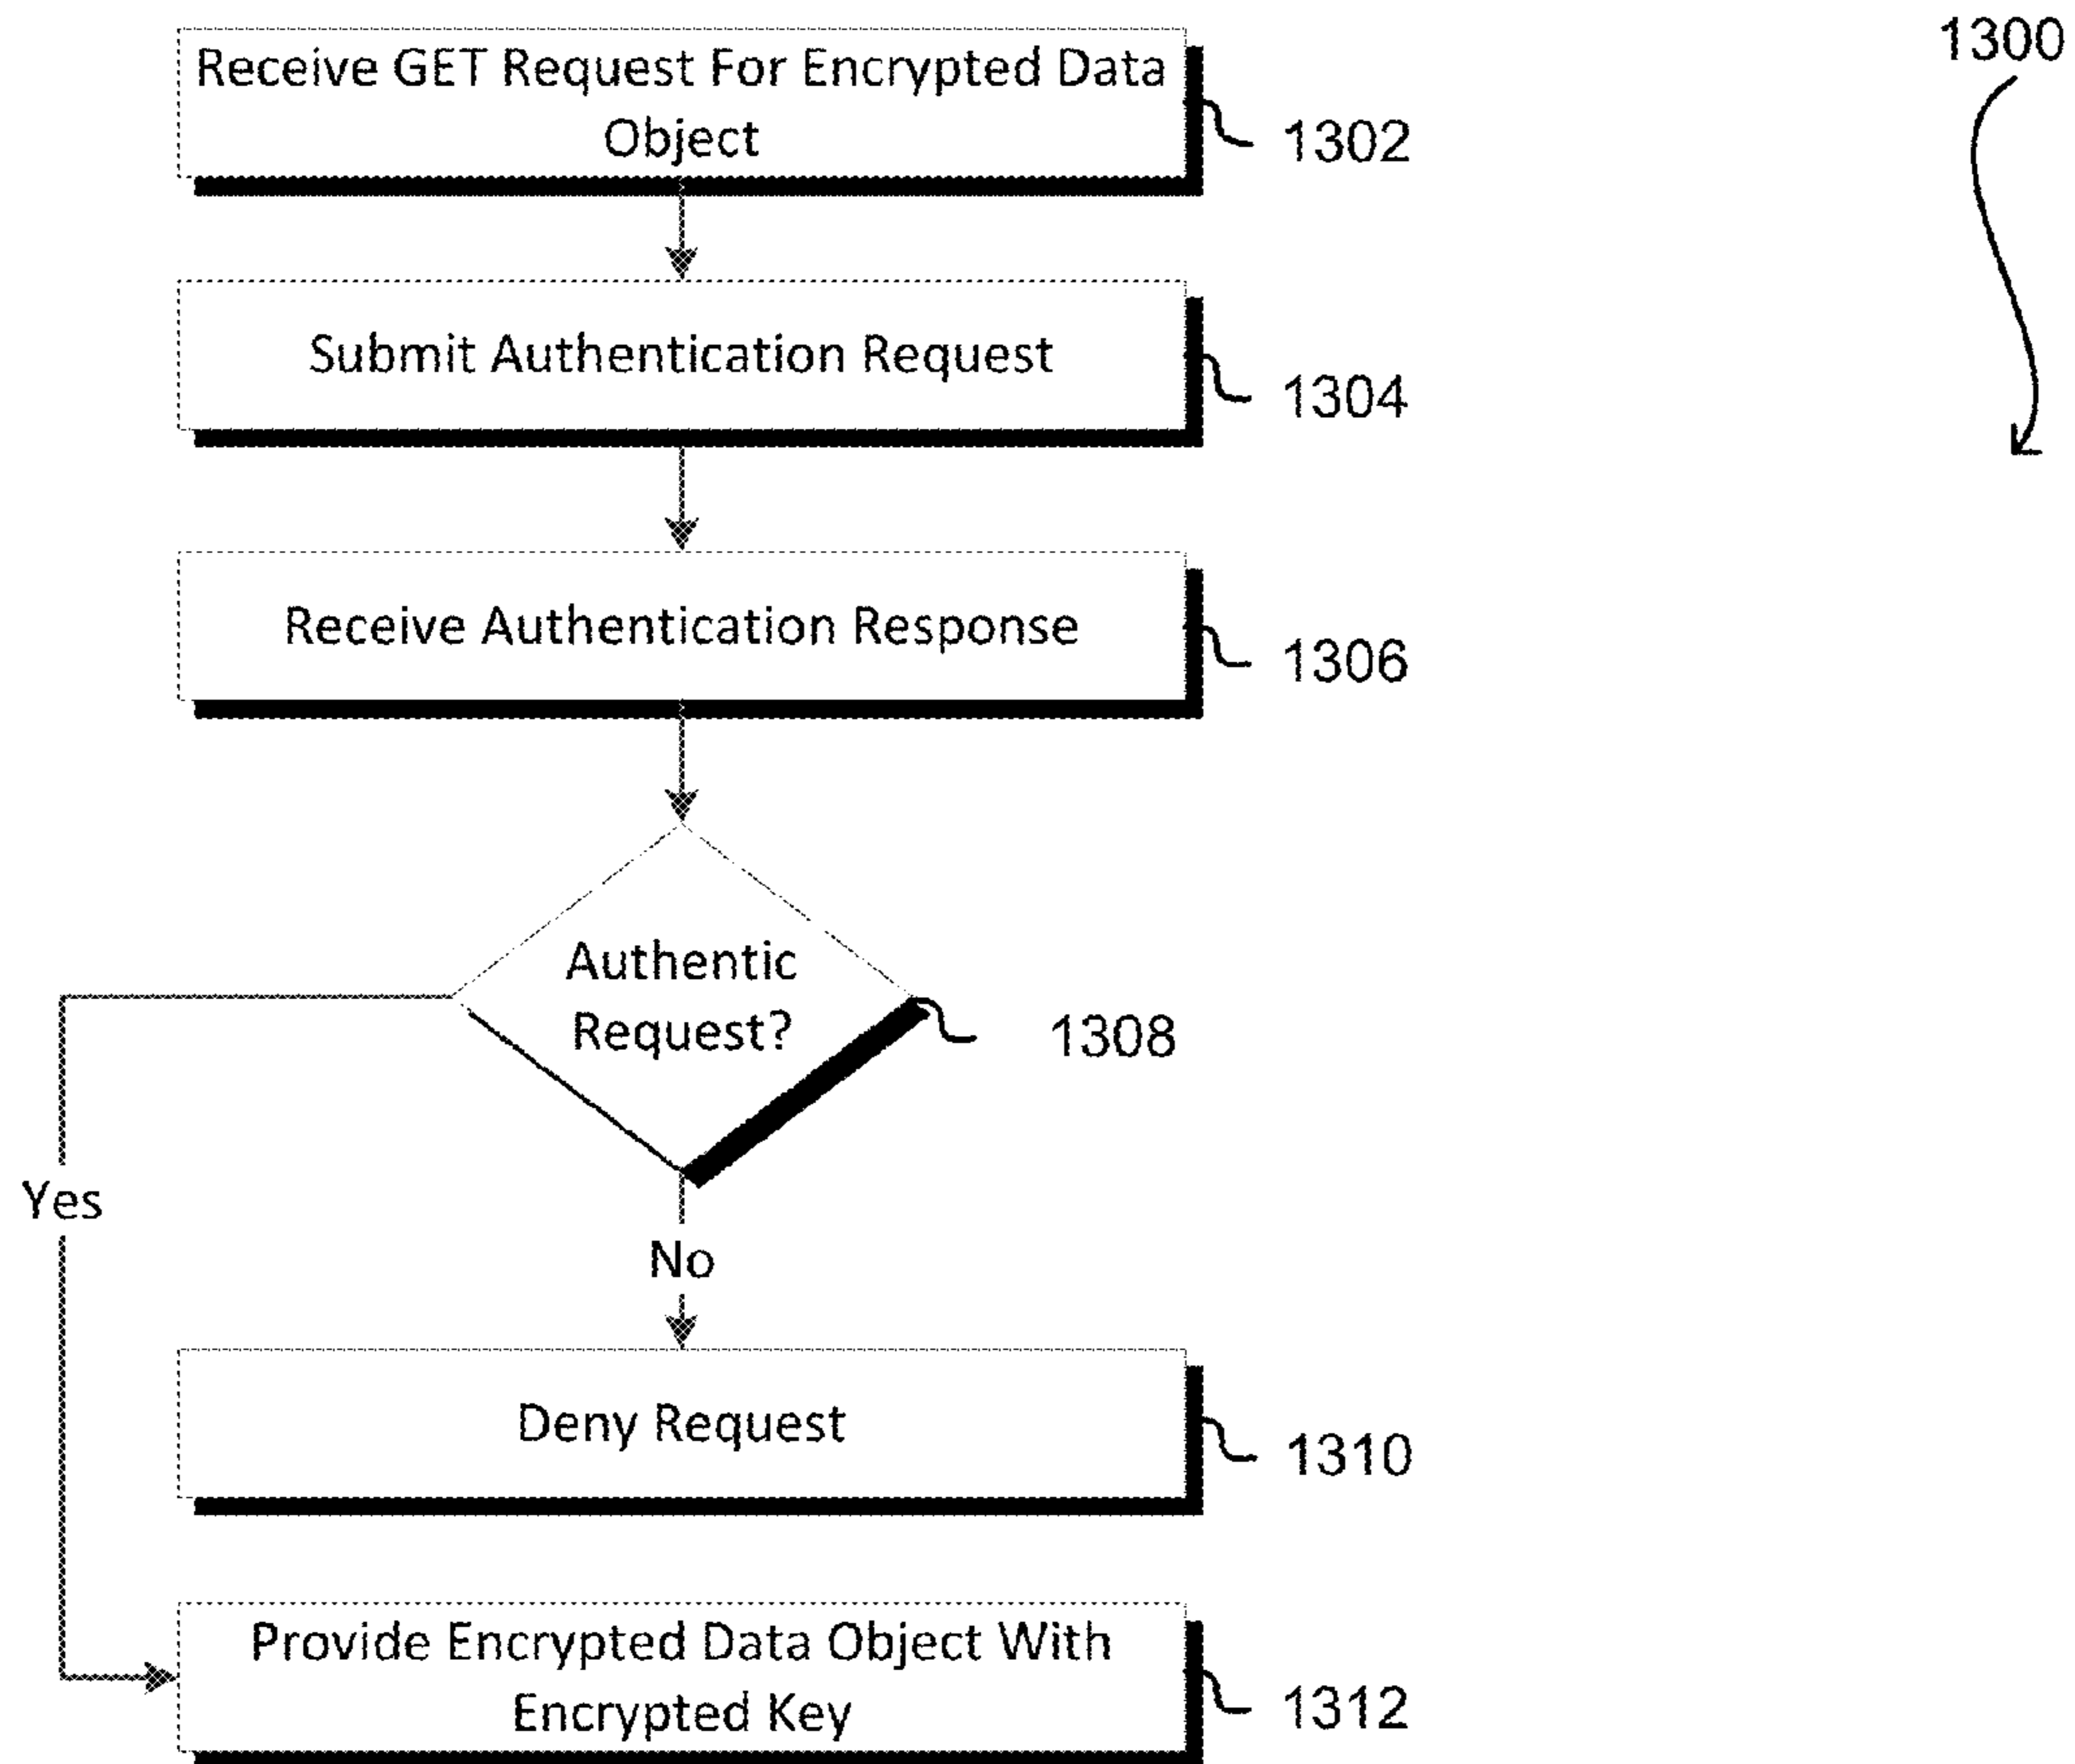 1300
Receive GET Request For Encrypted Data
Object
1302
Submit Authentication Request
1304
Receive Authentication Response
1306
Authentic
Request?
1308
Yes
No
Deny Request
1310
Provide Encrypted Data Object With
Encrypted Key
1312